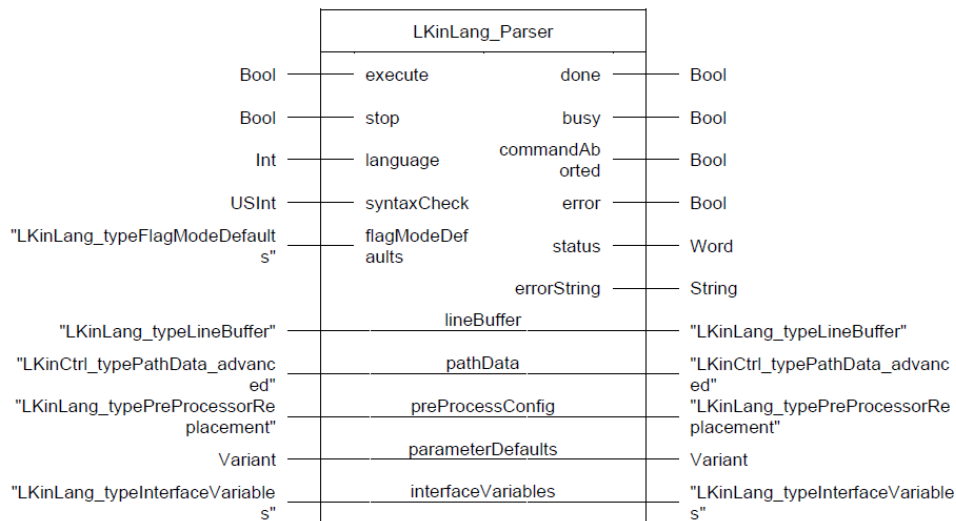 LKinLang_Parser
Bool execute done Bool
Bool stop busy Bool
Int language commandAb
orted Bool
USInt syntaxCheck error Bool
"LKinLang_typeFlagModeDefault
s" flagModeDef
aults status Word
errorString String
"LKinLang_typeLineBuffer" lineBuffer "LKinLang_typeLineBuffer"
"LKinCtrl_typePathData_advanc
ed" pathData "LKinCtrl_typePathData_advanc
ed"
"LKinLang_typePreProcessorRe
placement" preProcessConfig "LKinLang_typePreProcessorRe
placement"
Variant parameterDefaults Variant
"LKinLang_typeInterfaceVariable
s" interfaceVariables "LKinLang_typeInterfaceVariable
s"